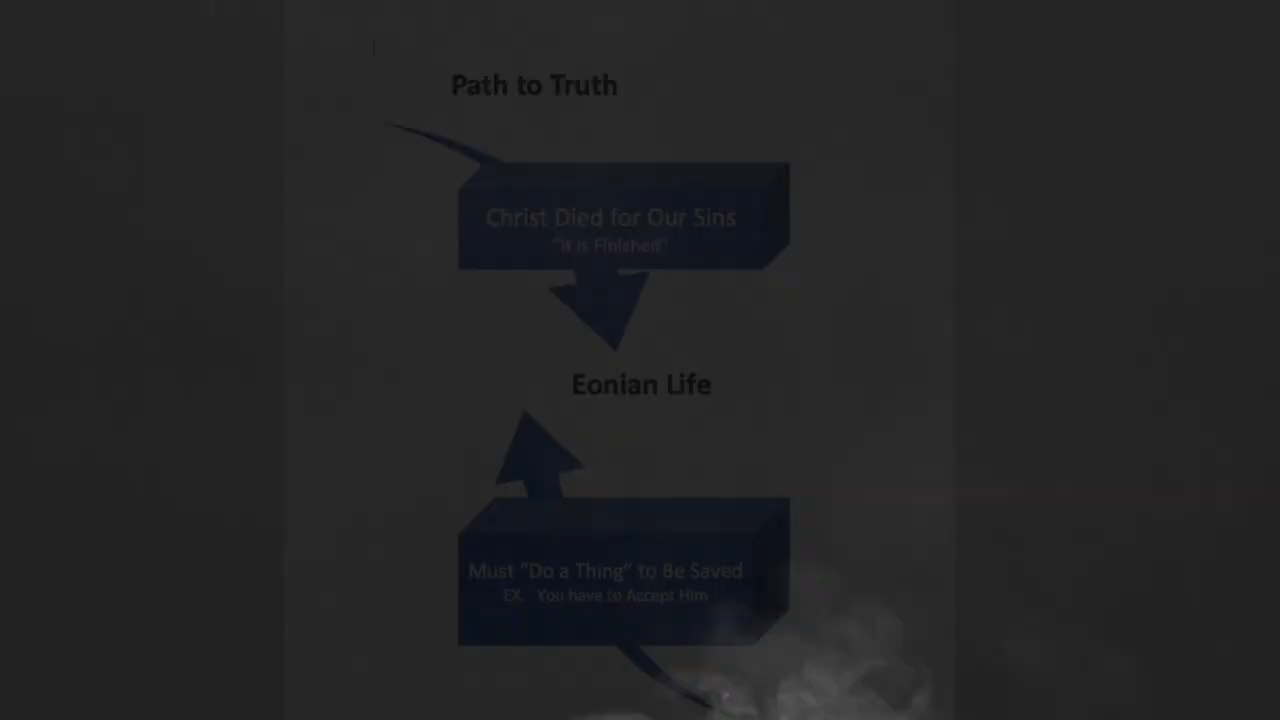 Path to Truth
Christ Died for Our Sins
"It is Finished"
Eonian Life
Must “Do a Thing” to Be Saved
EX. You have to Accept Him